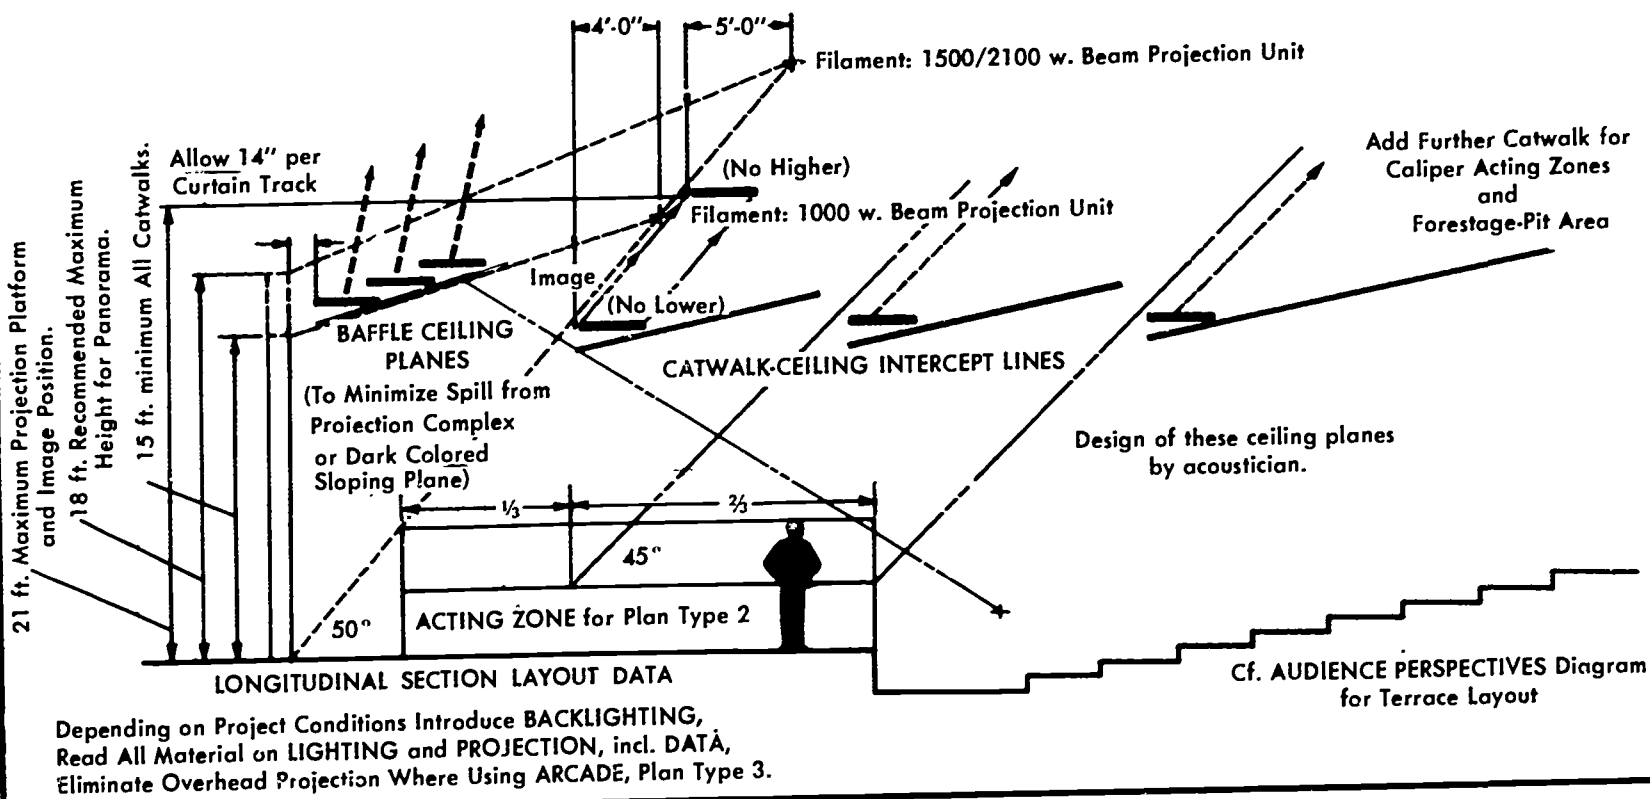 4'-0"
5'-0"
Filament: 1500/2100 w. Beam Projection Unit
Allow 14" per
Curtain Track
(No Higher)
Filament: 1000 w. Beam Projection Unit
Add Further Catwalk for
Caliper Acting Zones
and
Forestage-Pit Area
21 ft. Maximum Projection Platform
and Image Position.
18 ft. Recommended Maximum
Height for Panorama.
15 ft. minimum All Catwalks.
Image
(No Lower)
BAFFLE CEILING
PLANES
(To Minimize Spill from
Projection Complex
or Dark Colored
Sloping Plane)
CATWALK-CEILING INTERCEPT LINES
Design of these ceiling planes
by acoustician.
1/3
2/3
45°
50°
ACTING ZONE for Plan Type 2
LONGITUDINAL SECTION LAYOUT DATA
Cf. AUDIENCE PERSPECTIVES Diagram
for Terrace Layout
Depending on Project Conditions Introduce BACKLIGHTING,
Read All Material on LIGHTING and PROJECTION, incl. DATA,
Eliminate Overhead Projection Where Using ARCADE, Plan Type 3.